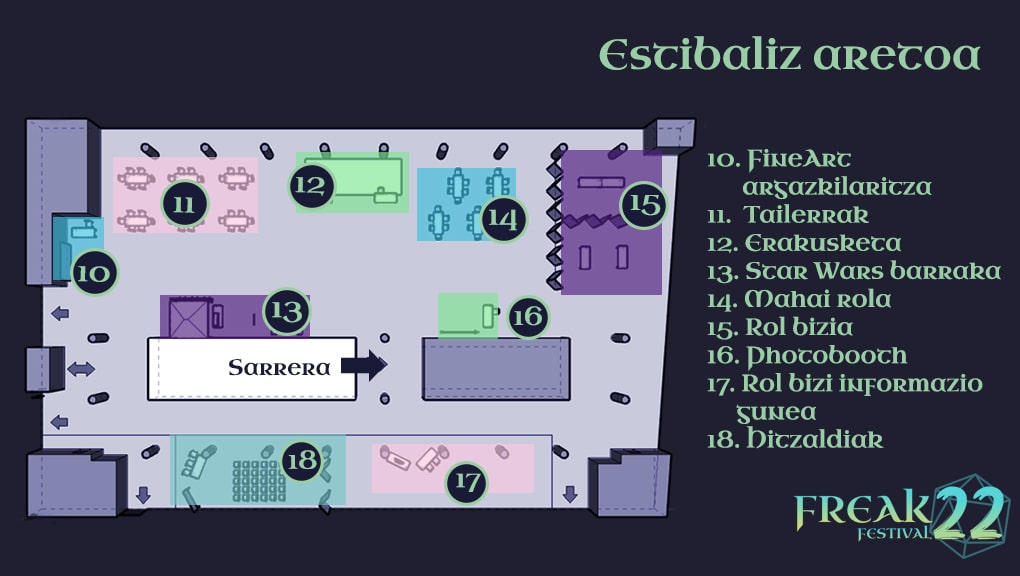 Estibaliz aretoa
10. FineArt
argazkilaritza
11. Tailerrak
12. Erakusketa
13. Star Wars barraka
14. Mahai rola
15. Rol bizia
16. Photobooth
17. Rol bizi informazio
gunea
18. Hitzaldiak
11
12
14
15
10
13
16
Sarrera
18
17
FREAK 22
FESTIVAL